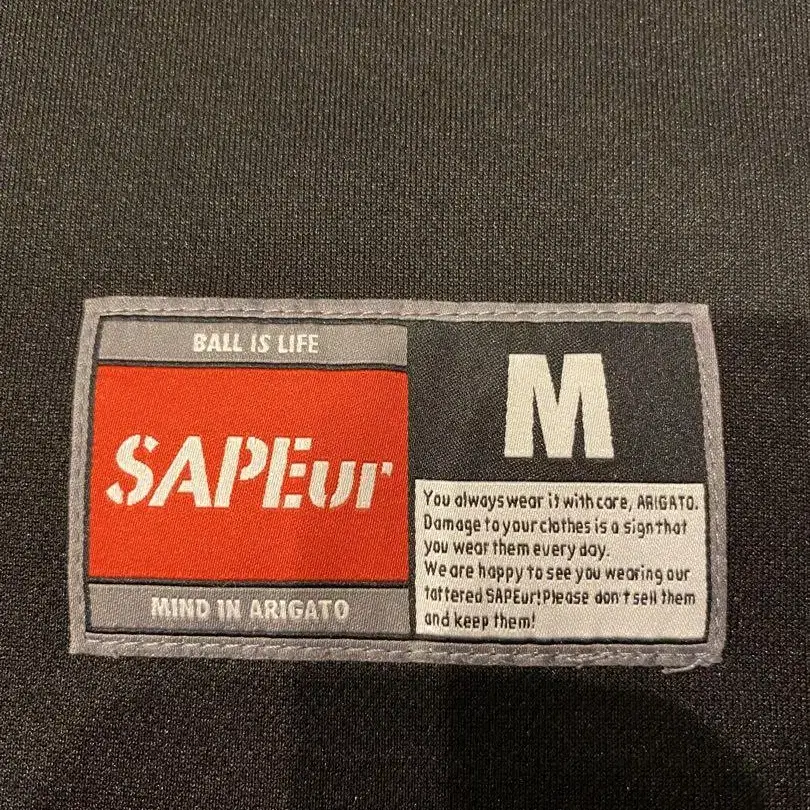 BALL IS LIFE
SAPEur
MIND IN ARIGATO
M
You always wear it with care, ARIGATO.
Damage to your clothes is a sign that
you wear them every day.
We are happy to see you wearing our
tattered SAPEur! Please don't sell them
and keep them!